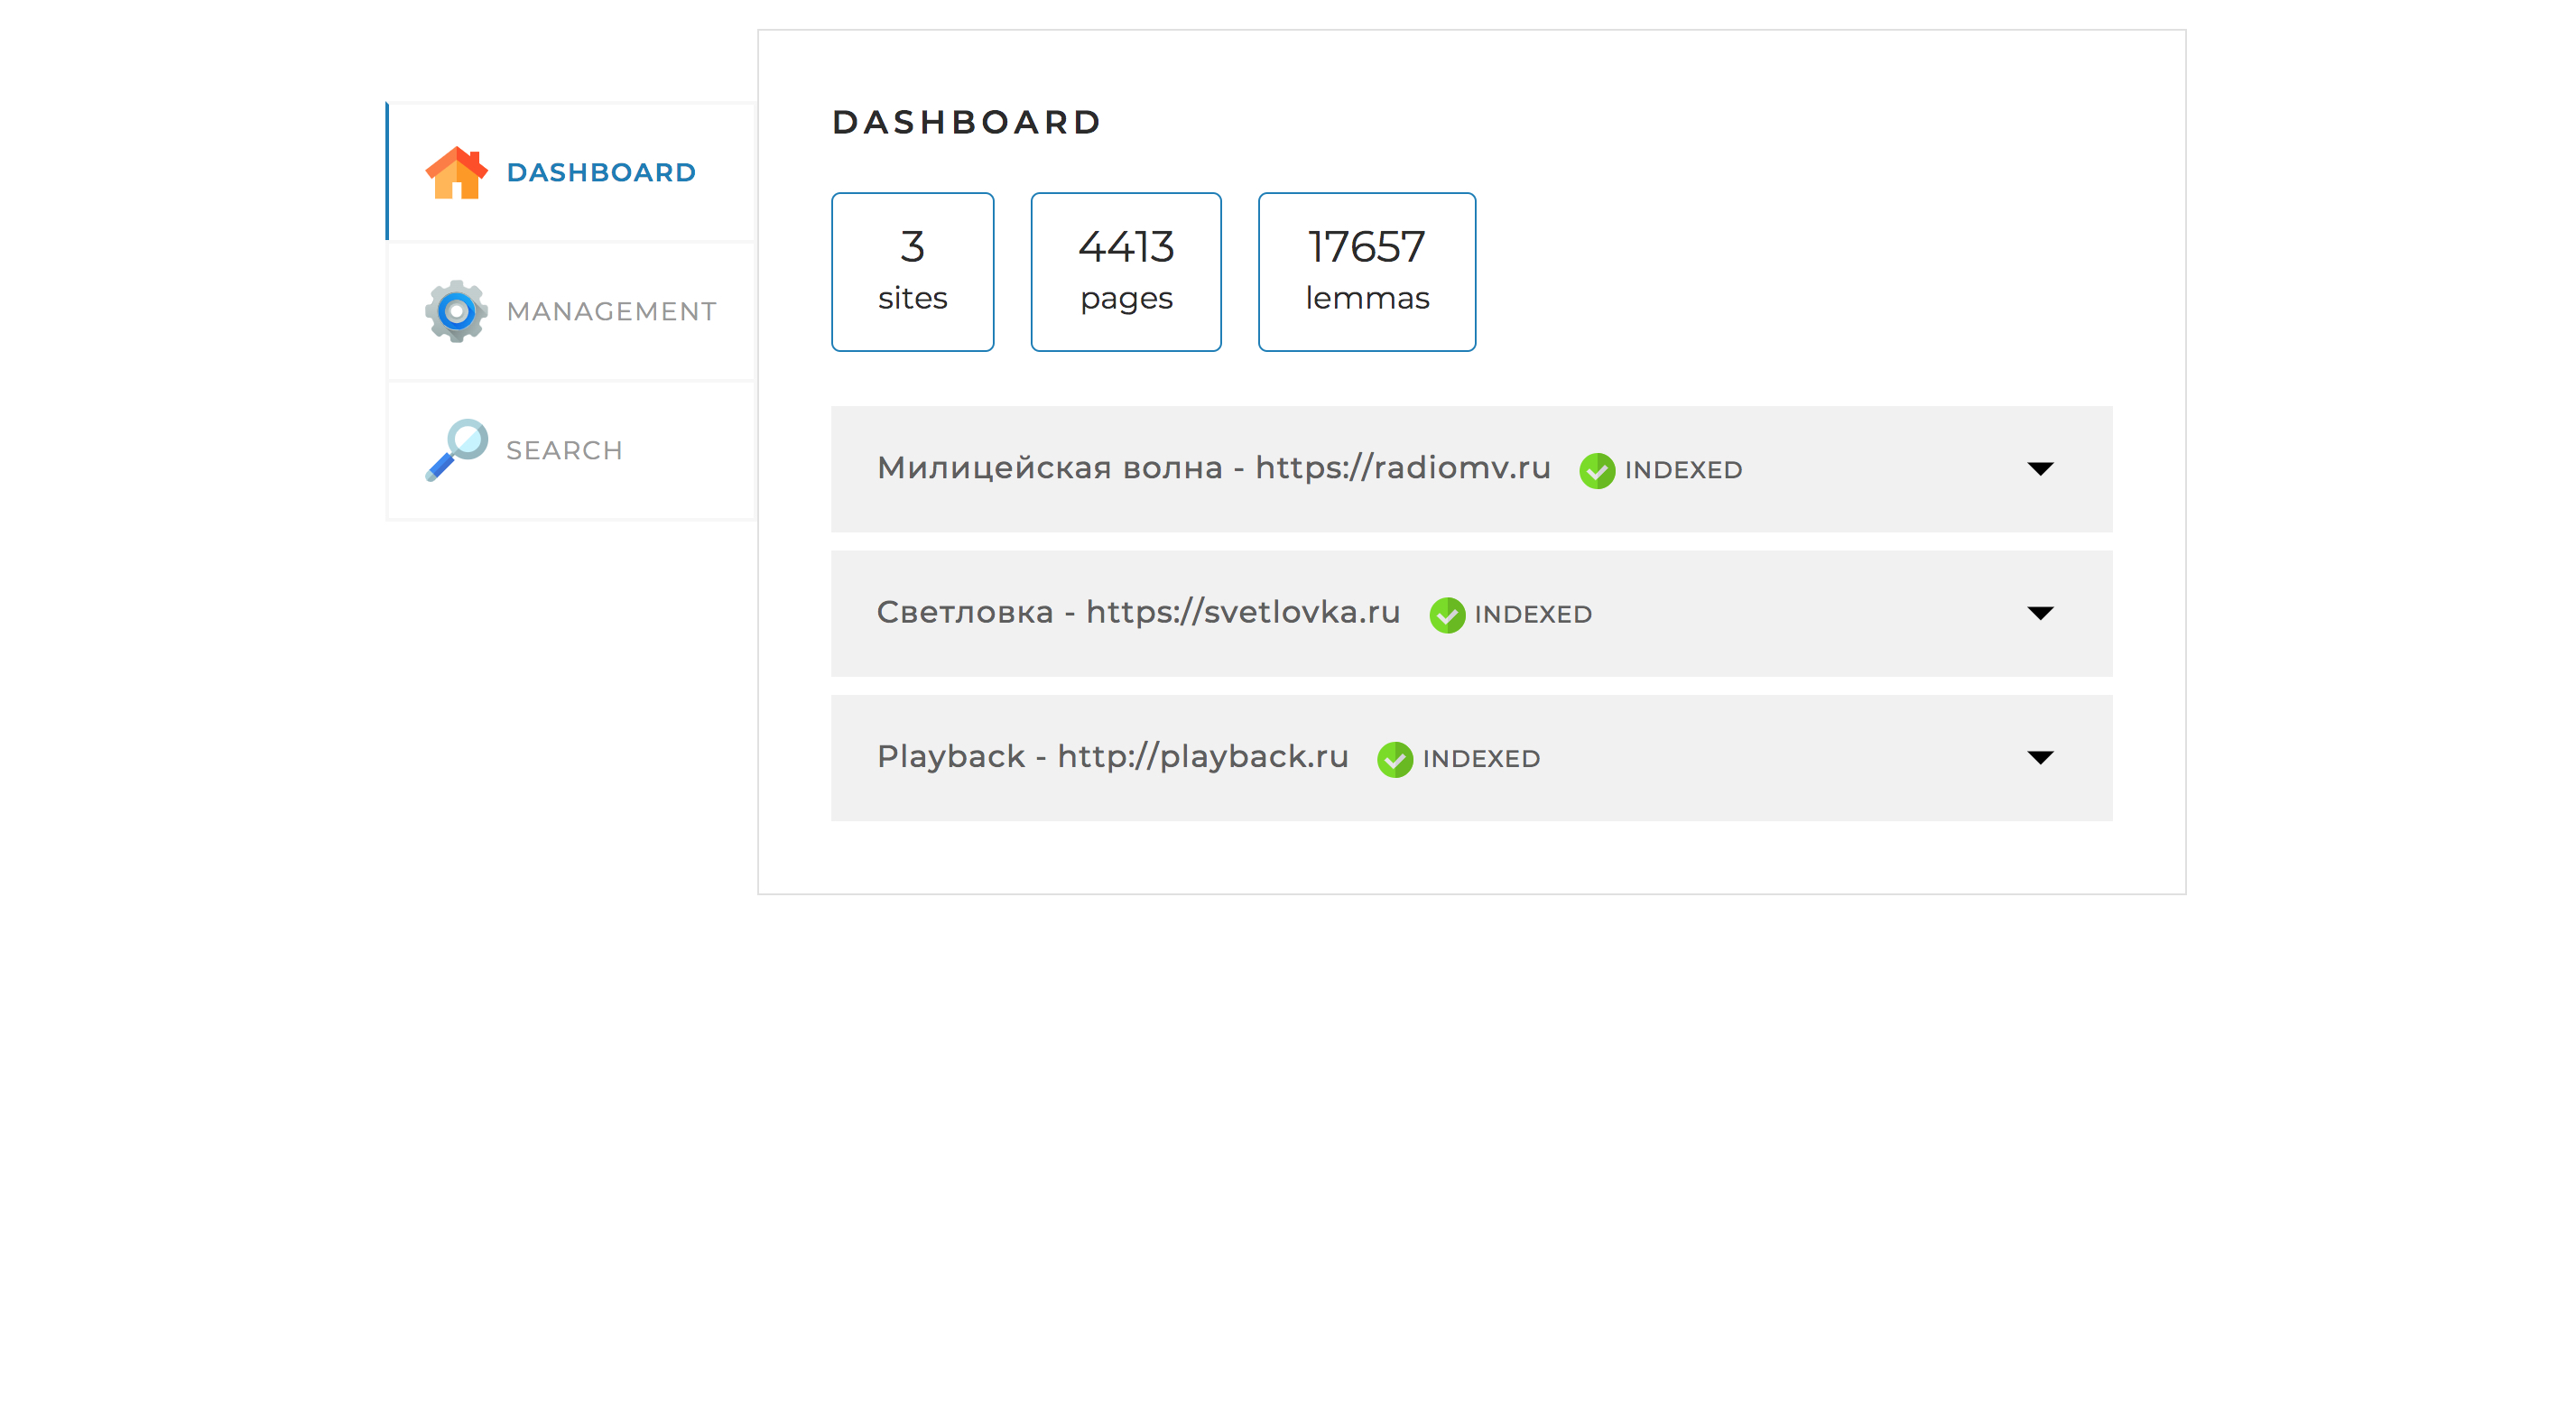 DASHBOARD
MANAGEMENT
SEARCH
DASHBOARD
3
sites
4413
pages
17657
lemmas
Милицейская волна - https://radiomv.ru INDEXED
Светловка - https://svetlovka.ru INDEXED
Playback - http://playback.ru INDEXED